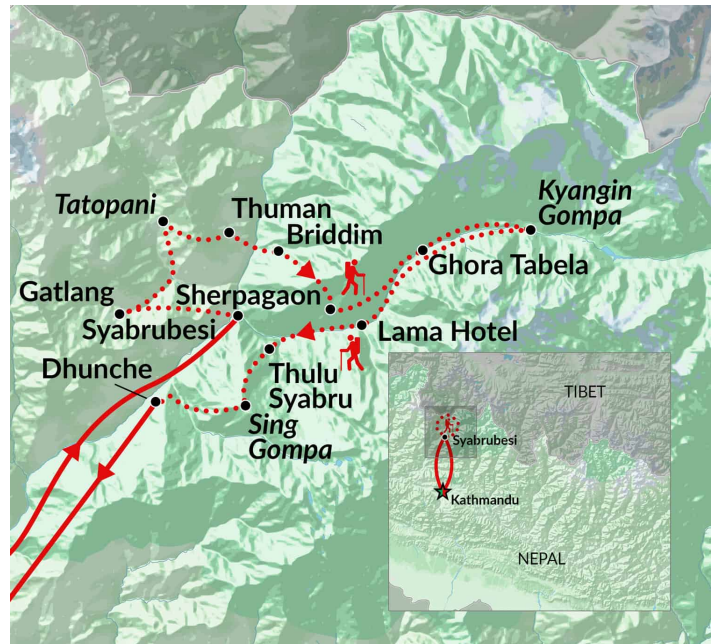 Kyangin
Gompa
Tatopani
Thuman
Briddim
Ghora Tabela
Gatlang
Sherpagaon
Syabrubesi
Lama Hotel
Dhunche
Thulu
Syabru
Sing
Gompa
TIBET
Syabrubesi
Kathmandu
NEPAL